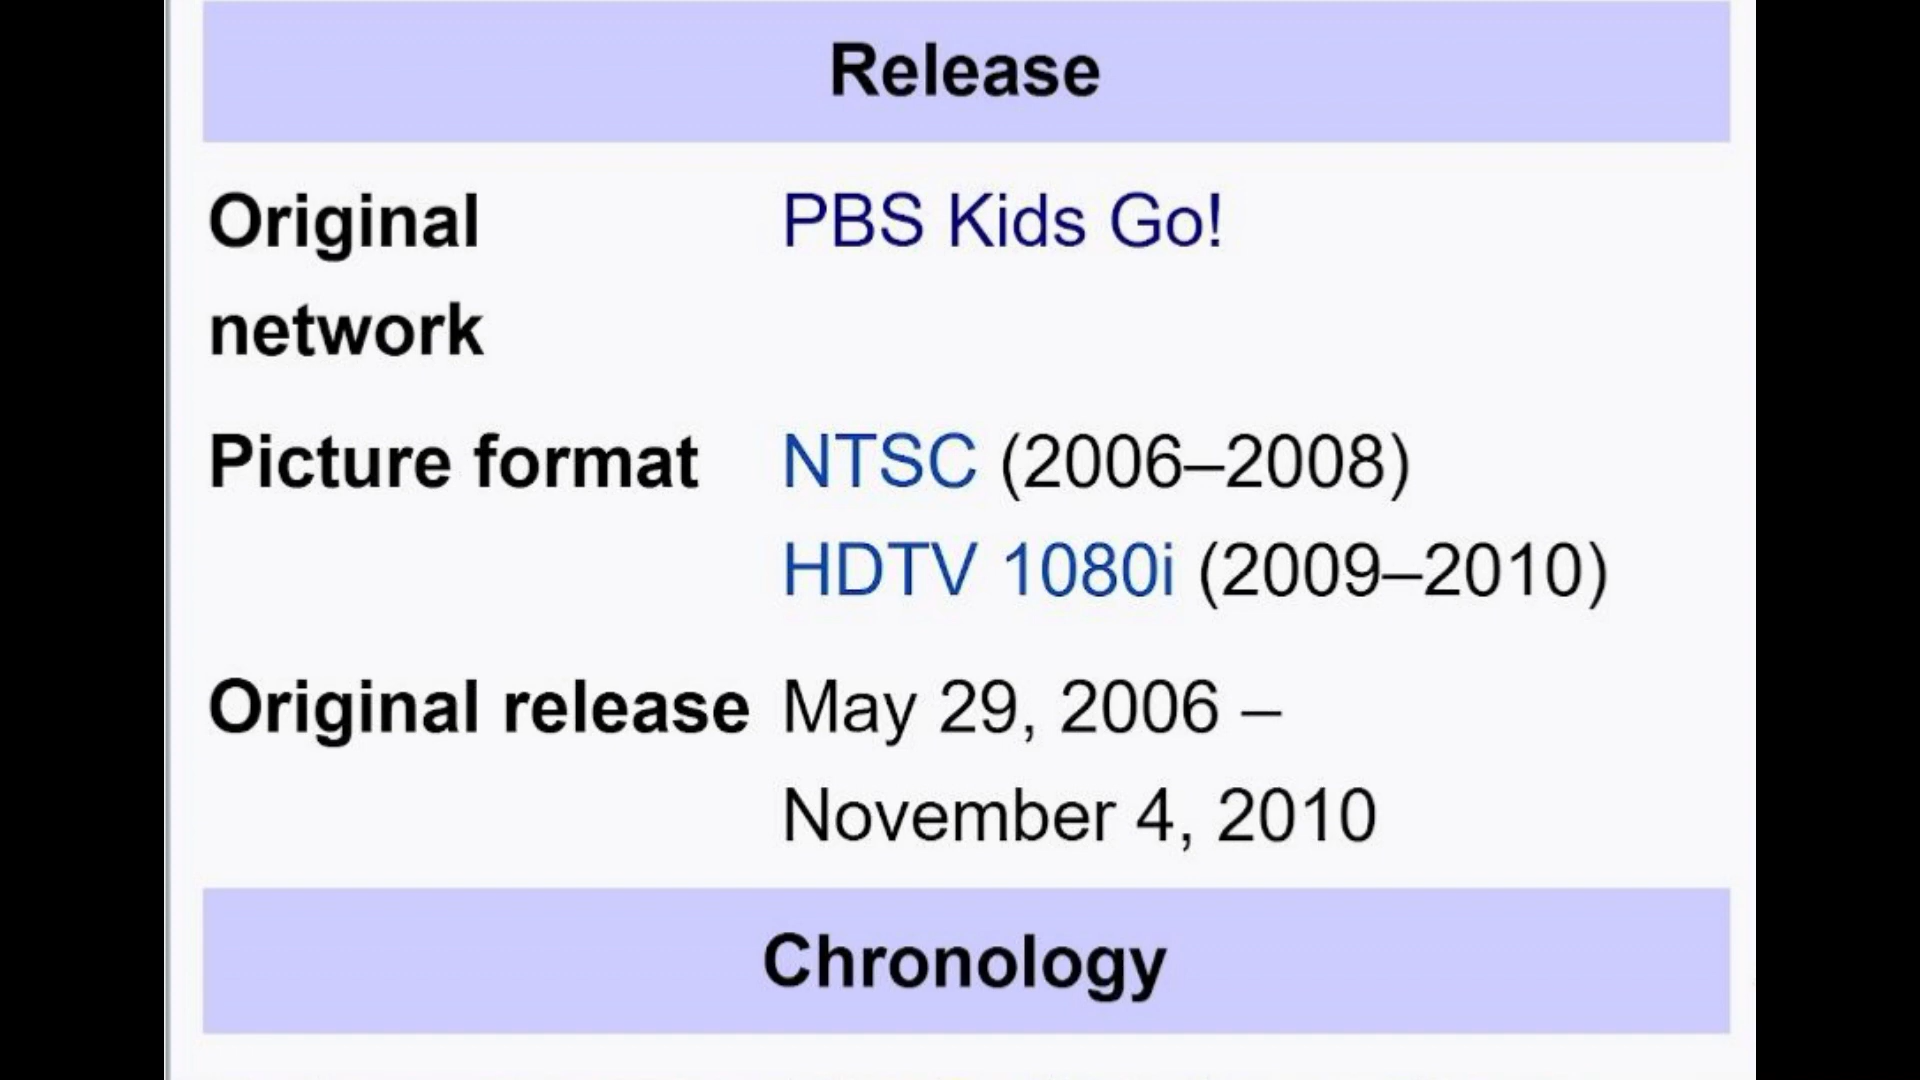 Release
Original PBS Kids Go!
network
Picture format NTSC (2006–2008)
HDTV 1080i (2009–2010)
Original release May 29, 2006 –
November 4, 2010
Chronology